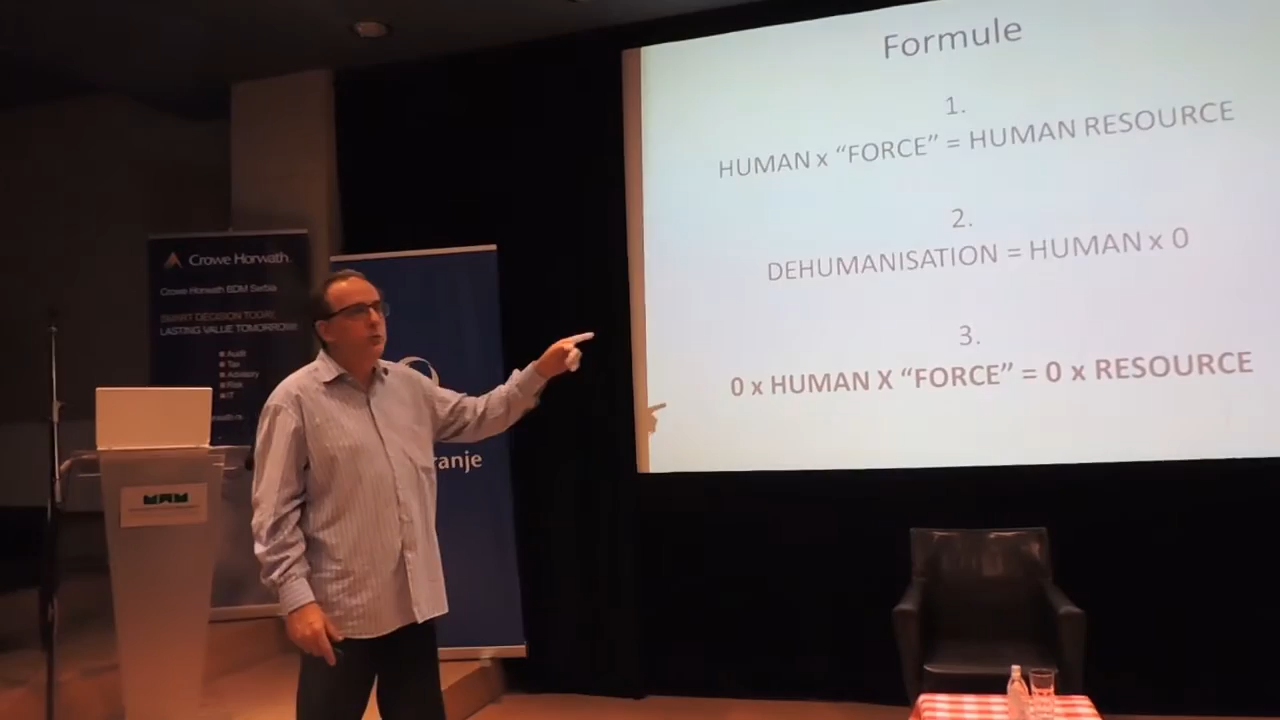 Formule
1.
HUMAN x “FORCE” = HUMAN RESOURCE
2.
DEHUMANISATION = HUMAN x 0
3.
0 x HUMAN X “FORCE” = 0 x RESOURCE
Crowe Horwath
Crowe Horwath BDM Serbia
SMART DECISION TODAY.
LASTING VALUE TOMORROW.
Audit
Tax
Advisory
Risk
IT
ranje